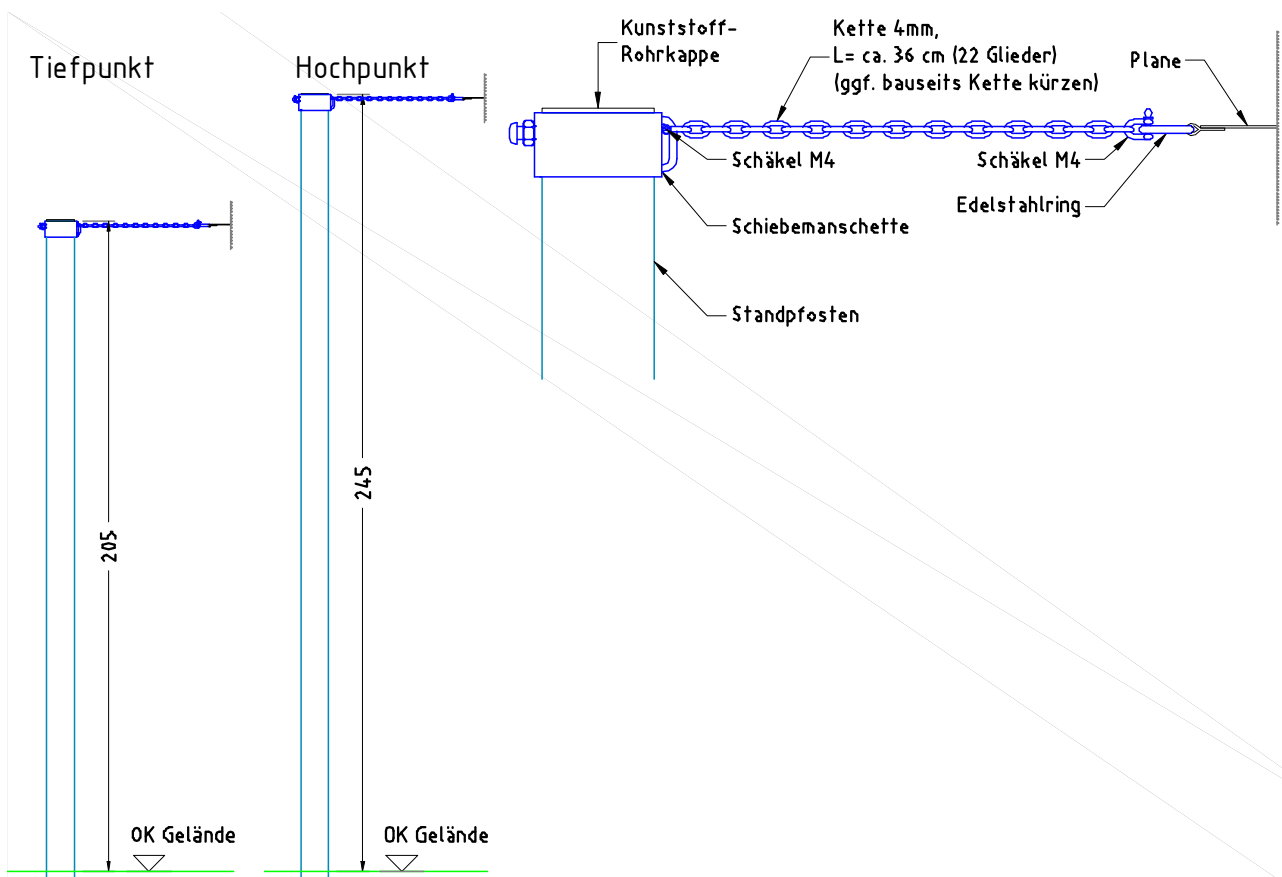 Tiefpunkt
Hochpunkt
Kunststoff-
Rohrkappe
Kette 4mm,
L= ca. 36 cm (22 Glieder)
(ggf. bauseits Kette kürzen)
Plane
Schäkel M4
Schäkel M4
Edelstahlring
Schiebemanschette
Standpfosten
245
205
OK Gelände
OK Gelände